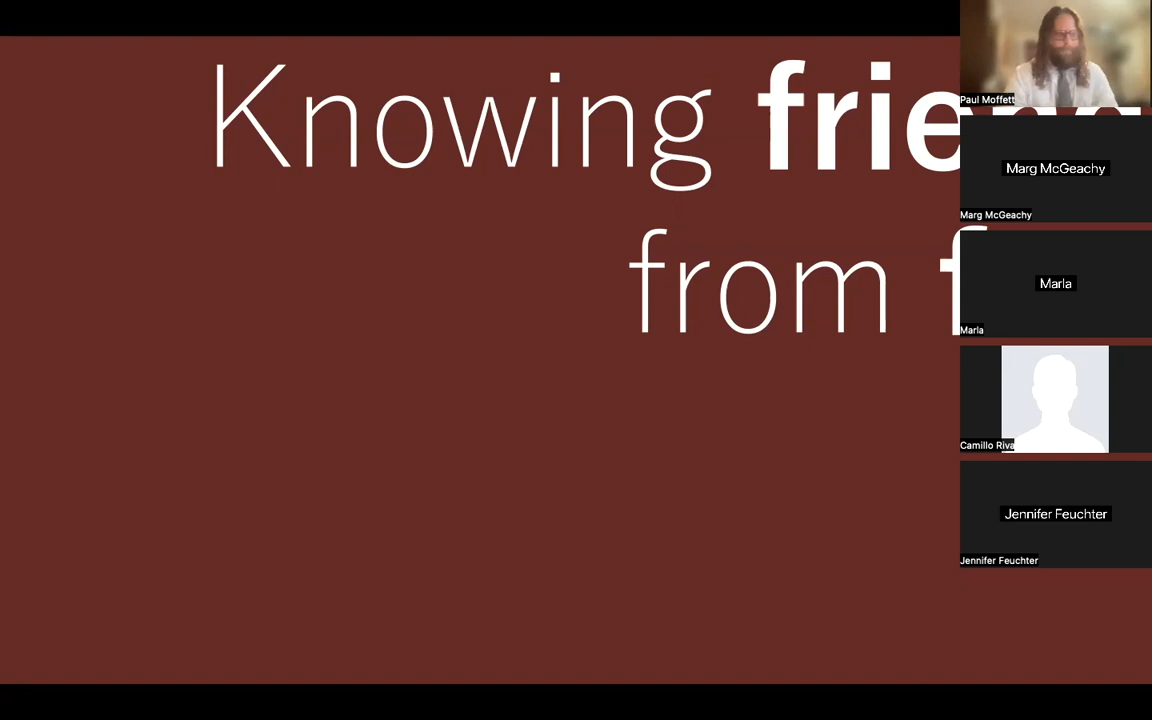 Knowing frie
from f
Paul Moffett
Marg McGeachy
Marg McGeachy
Marla
Marla
Camillo Riva
Jennifer Feuchter
Jennifer Feuchter